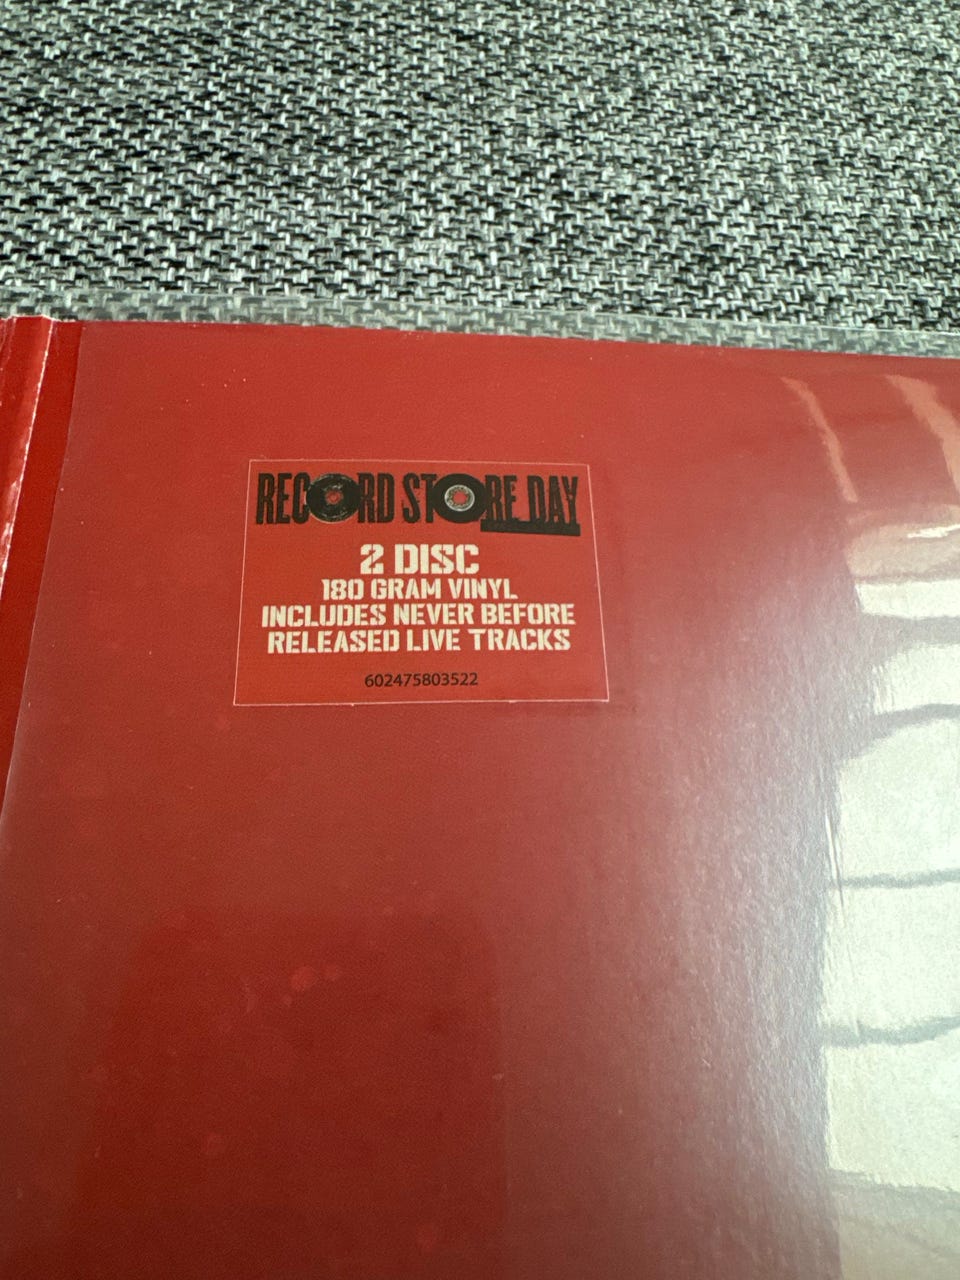 RECORD STORE DAY
2 DISC
180 GRAM VINYL
INCLUDES NEVER BEFORE
RELEASED LIVE TRACKS
602475803522